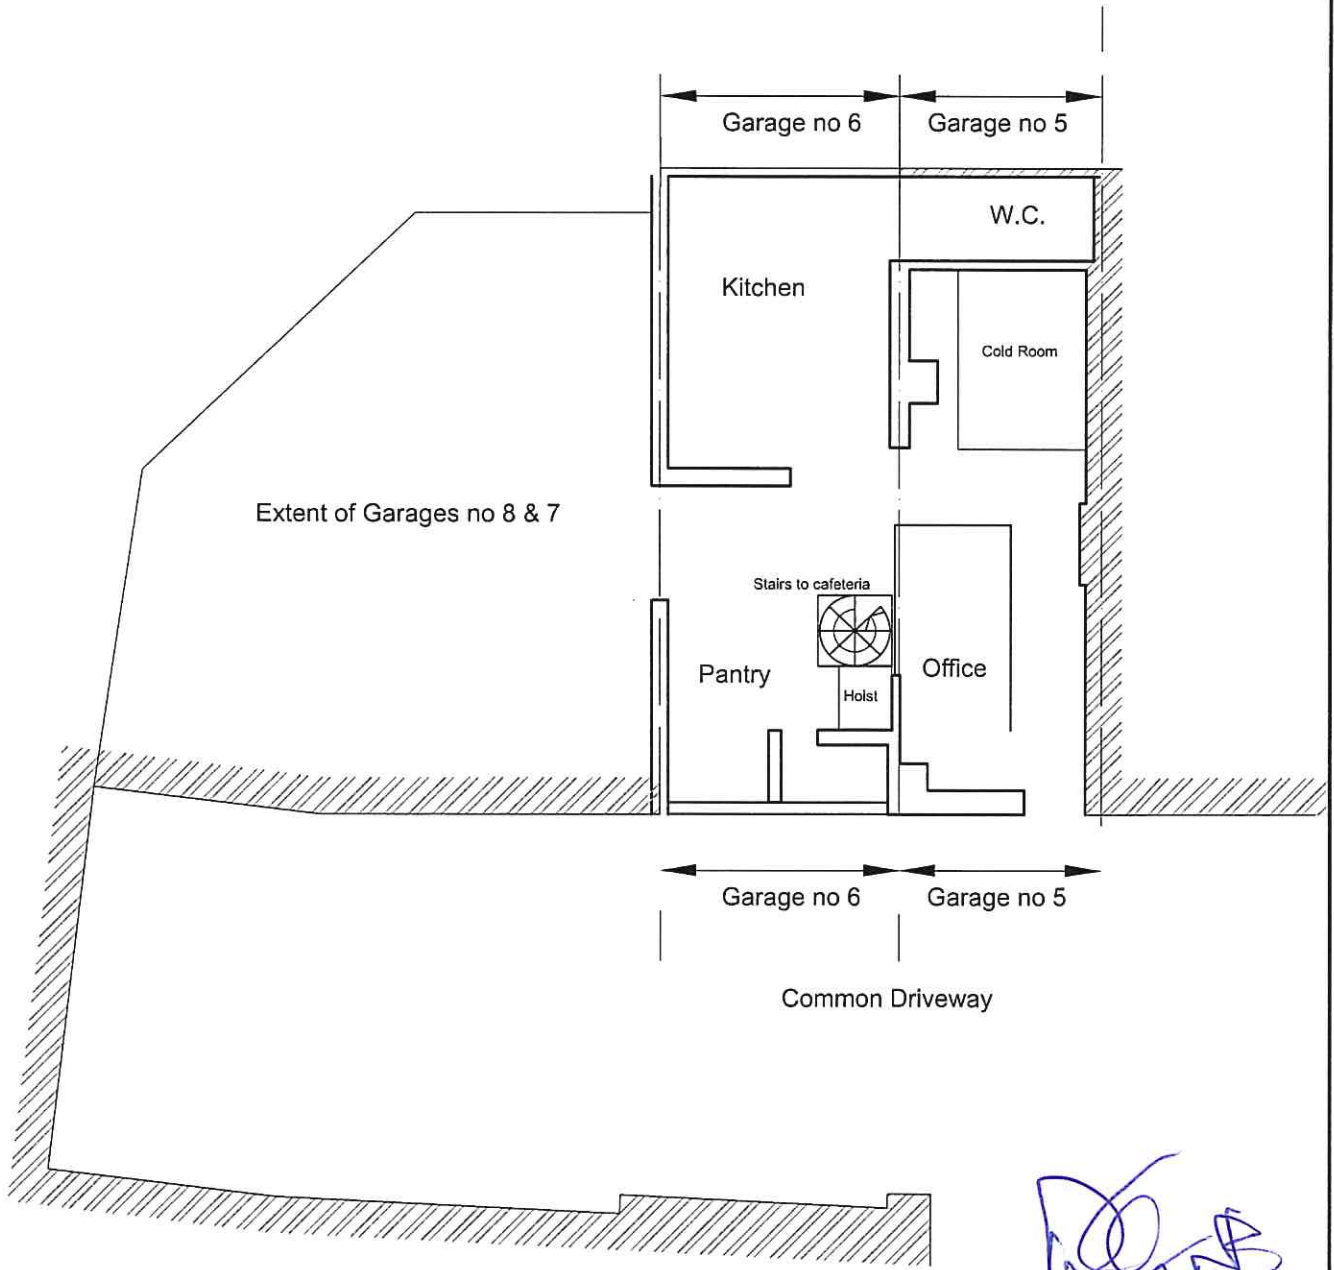 Garage no 6
Garage no 5
W.C.
Kitchen
Cold Room
Extent of Garages no 8 & 7
Stairs to cafeteria
Pantry
Office
Hoist
Garage no 6
Garage no 5
Common Driveway